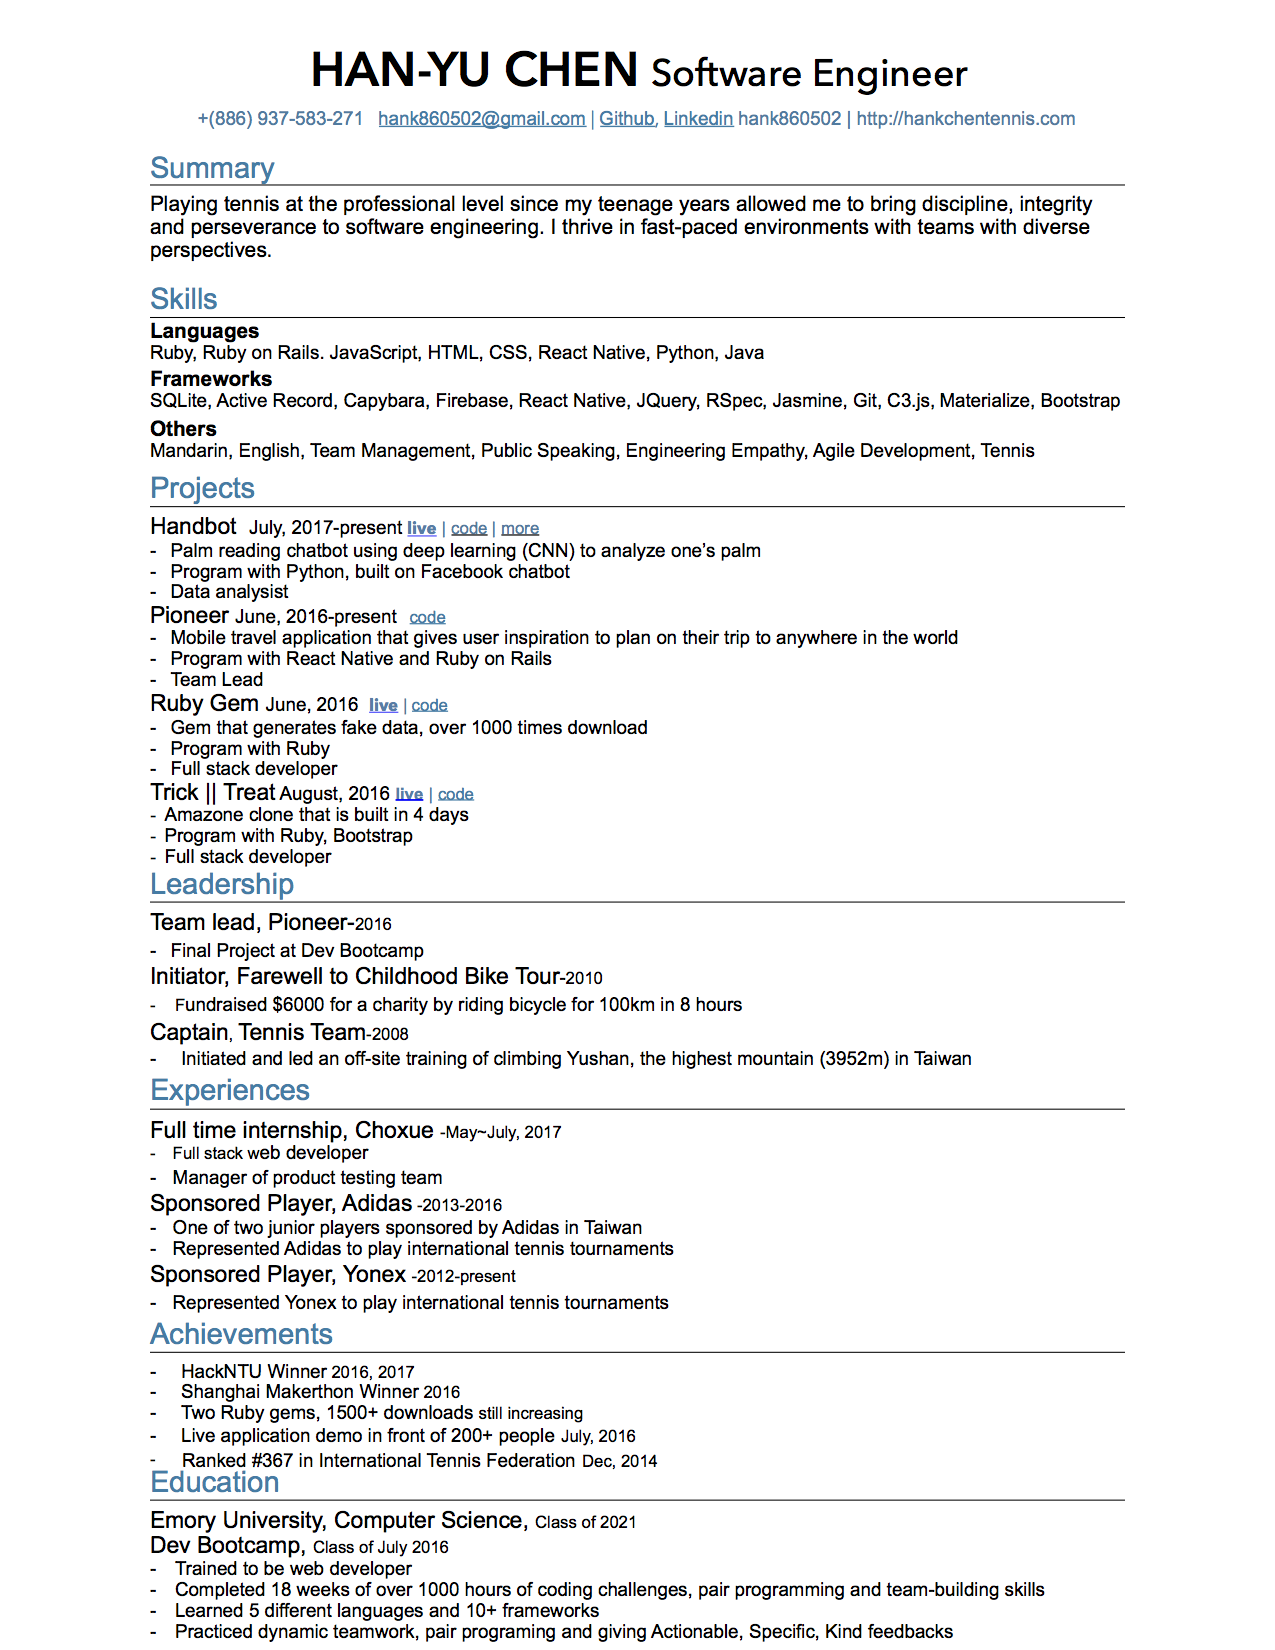 HAN-YU CHEN Software Engineer
+(886) 937-583-271 hank860502@gmail.com | Github, Linkedin hank860502 | http://hankchentennis.com
Summary
Playing tennis at the professional level since my teenage years allowed me to bring discipline, integrity
and perseverance to software engineering. I thrive in fast-paced environments with teams with diverse
perspectives.
Skills
Languages
Ruby, Ruby on Rails. JavaScript, HTML, CSS, React Native, Python, Java
Frameworks
SQLite, Active Record, Capybara, Firebase, React Native, JQuery, RSpec, Jasmine, Git, C3.js, Materialize, Bootstrap
Others
Mandarin, English, Team Management, Public Speaking, Engineering Empathy, Agile Development, Tennis
Projects
Handbot July, 2017-present live | code | more
- Palm reading chatbot using deep learning (CNN) to analyze one’s palm
- Program with Python, built on Facebook chatbot
- Data analysist
Pioneer June, 2016-present code
- Mobile travel application that gives user inspiration to plan on their trip to anywhere in the world
- Program with React Native and Ruby on Rails
- Team Lead
Ruby Gem June, 2016 live | code
- Gem that generates fake data, over 1000 times download
- Program with Ruby
- Full stack developer
Trick || Treat August, 2016 live | code
- Amazone clone that is built in 4 days
- Program with Ruby, Bootstrap
- Full stack developer
Leadership
Team lead, Pioneer-2016
- Final Project at Dev Bootcamp
Initiator, Farewell to Childhood Bike Tour-2010
- Fundraised $6000 for a charity by riding bicycle for 100km in 8 hours
Captain, Tennis Team-2008
- Initiated and led an off-site training of climbing Yushan, the highest mountain (3952m) in Taiwan
Experiences
Full time internship, Choxue -May~July, 2017
- Full stack web developer
- Manager of product testing team
Sponsored Player, Adidas -2013-2016
- One of two junior players sponsored by Adidas in Taiwan
- Represented Adidas to play international tennis tournaments
Sponsored Player, Yonex -2012-present
- Represented Yonex to play international tennis tournaments
Achievements
- HackNTU Winner 2016, 2017
- Shanghai Makerthon Winner 2016
- Two Ruby gems, 1500+ downloads still increasing
- Live application demo in front of 200+ people July, 2016
- Ranked #367 in International Tennis Federation Dec, 2014
Education
Emory University, Computer Science, Class of 2021
Dev Bootcamp, Class of July 2016
- Trained to be web developer
- Completed 18 weeks of over 1000 hours of coding challenges, pair programming and team-building skills
- Learned 5 different languages and 10+ frameworks
- Practiced dynamic teamwork, pair programing and giving Actionable, Specific, Kind feedbacks